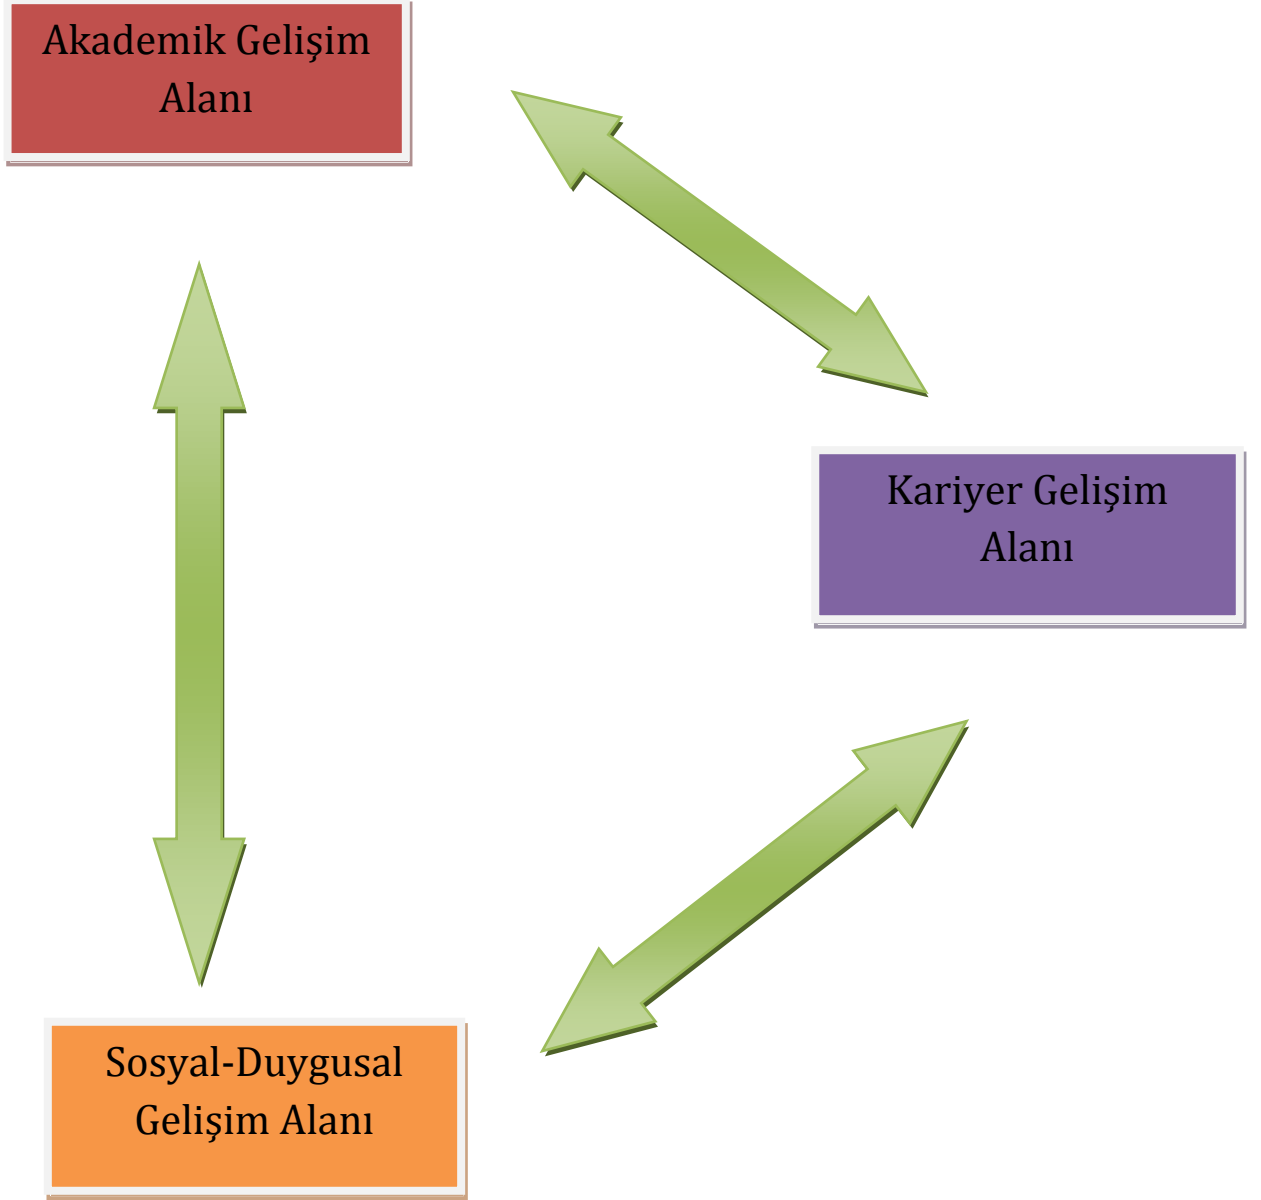 Akademik Gelişim
Alanı
Kariyer Gelişim
Alanı
Sosyal-Duygusal
Gelişim Alanı